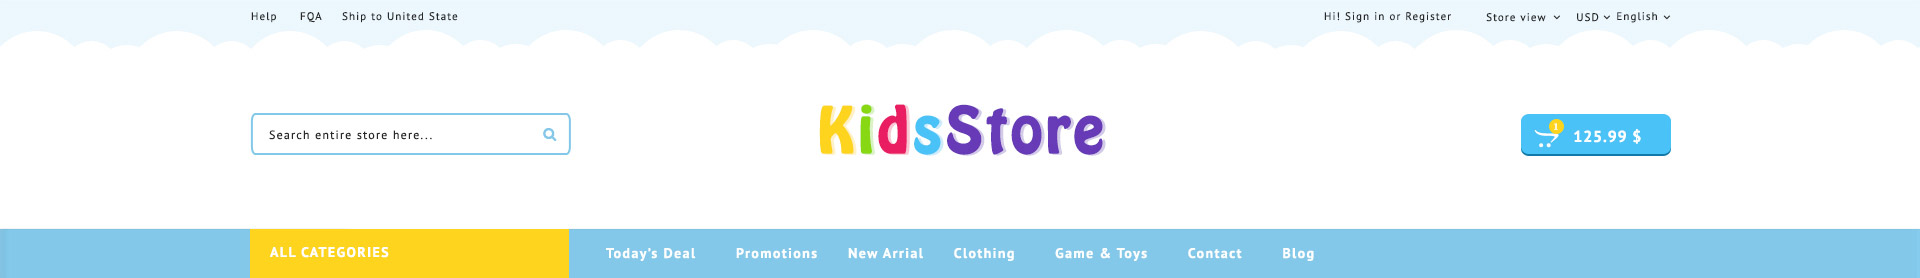 Help FQA Ship to United State Hi! Sign in or Register Store view USD English
Search entire store here... KidsStore 1 125.99 $
ALL CATEGORIES Today's Deal Promotions New Arrial Clothing Game & Toys Contact Blog